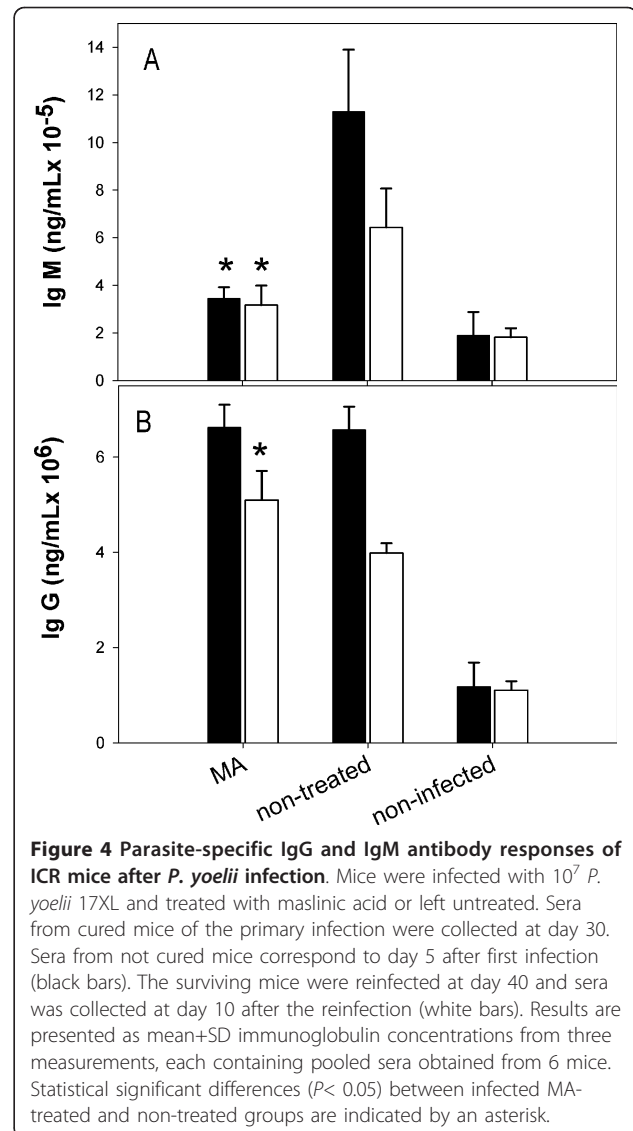 14
A
12
10
8
6
4
2
0
Ig M (ng/mLx 10-5)
* *
B
6
4
2
0
Ig G (ng/mLx 10⁶)
*
MA non-treated non-infected
Figure 4 Parasite-specific IgG and IgM antibody responses of
ICR mice after P. yoelii infection. Mice were infected with 10⁷ P.
yoelii 17XL and treated with maslinic acid or left untreated. Sera
from cured mice of the primary infection were collected at day 30.
Sera from not cured mice correspond to day 5 after first infection
(black bars). The surviving mice were reinfected at day 40 and sera
was collected at day 10 after the reinfection (white bars). Results are
presented as mean+SD immunoglobulin concentrations from three
measurements, each containing pooled sera obtained from 6 mice.
Statistical significant differences (P< 0.05) between infected MA-
treated and non-treated groups are indicated by an asterisk.